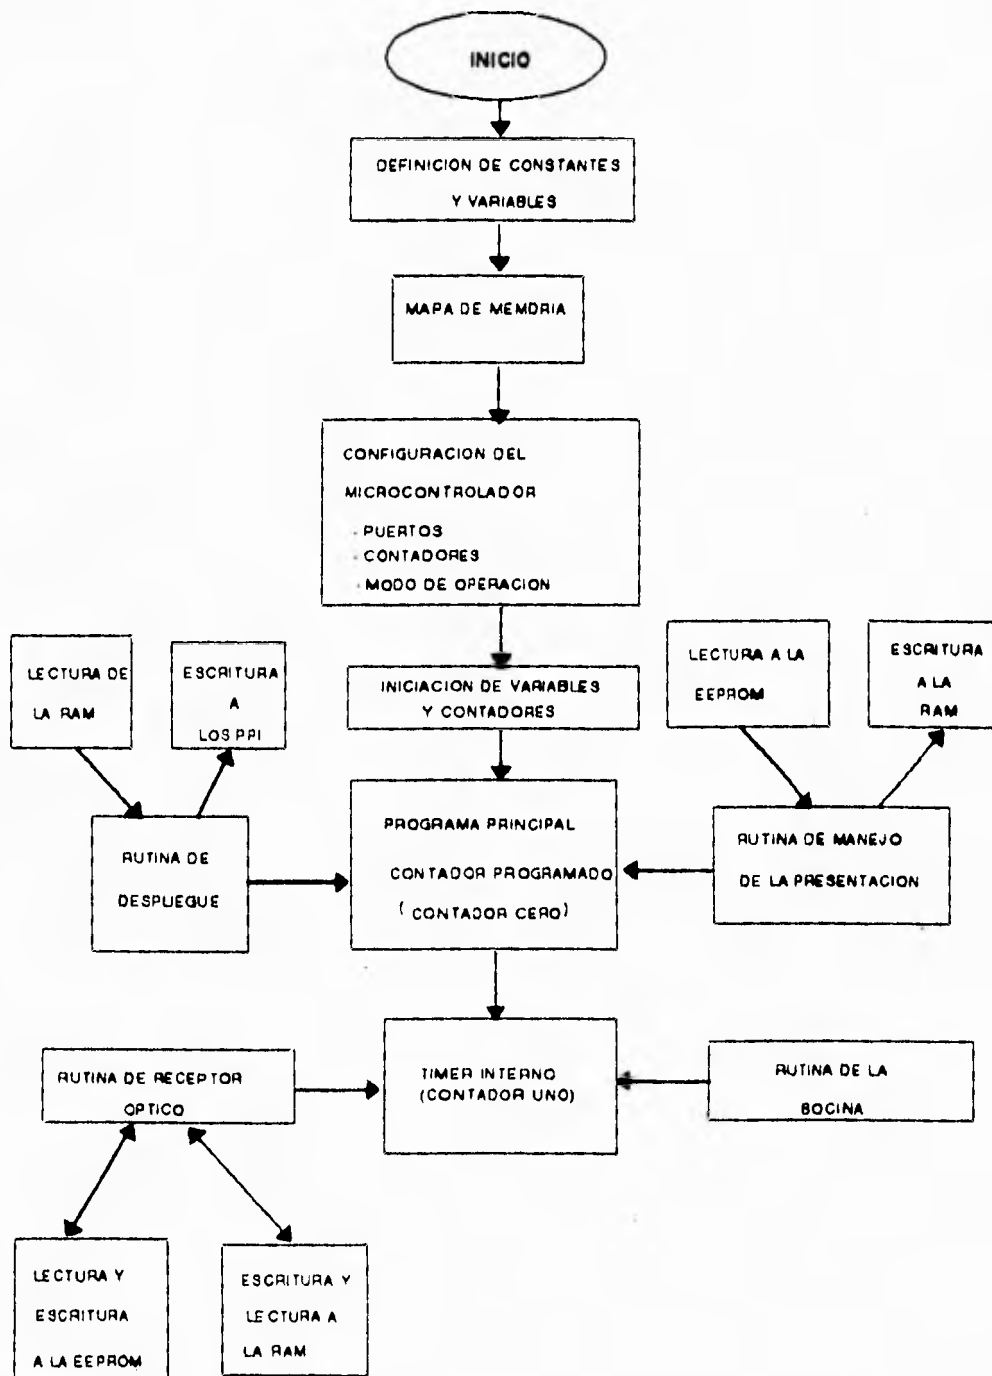 INICIO
DEFINICION DE CONSTANTES
Y VARIABLES
MAPA DE MEMORIA
CONFIGURACION DEL
MICROCONTROLADOR
- PUERTOS
- CONTADORES
- MODO DE OPERACION
LECTURA DE
LA RAM
ESCRITURA
A
LOS PPI
INICIACION DE VARIABLES
Y CONTADORES
LECTURA A LA
EEPROM
ESCRITURA
A LA
RAM
RUTINA DE
DESPLIEGUE
PROGRAMA PRINCIPAL
CONTADOR PROGRAMADO
( CONTADOR CERO)
RUTINA DE MANEJO
DE LA PRESENTACION
RUTINA DE RECEPTOR
OPTICO
TIMER INTERNO
(CONTADOR UNO)
RUTINA DE LA
BOCINA
LECTURA Y
ESCRITURA
A LA EEPROM
ESCRITURA Y
LECTURA A
LA RAM